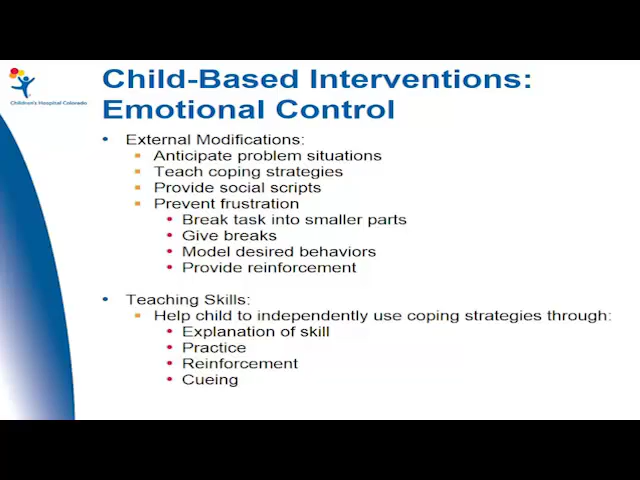 Child-Based Interventions:
Emotional Control
Children's Hospital Colorado
• External Modifications:
▪ Anticipate problem situations
▪ Teach coping strategies
▪ Provide social scripts
▪ Prevent frustration
• Break task into smaller parts
• Give breaks
• Model desired behaviors
• Provide reinforcement
• Teaching Skills:
▪ Help child to independently use coping strategies through:
• Explanation of skill
• Practice
• Reinforcement
• Cueing